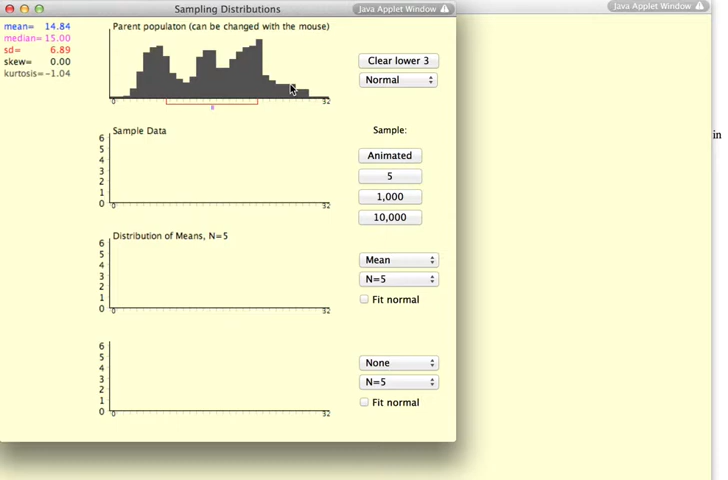 Sampling Distributions
Java Applet Window
Java Applet Window
mean= 14.84
median= 15.00
sd= 6.89
skew= 0.00
kurtosis=-1.04
Parent populaton (can be changed with the mouse)
0 32
Clear lower 3
Normal
in
Sample Data
6
5
4
3
2
1
0
0 32
Sample:
Animated
5
1,000
10,000
Distribution of Means, N=5
6
5
4
3
2
1
0
0 32
Mean
N=5
Fit normal
6
5
4
3
2
1
0
0 32
None
N=5
Fit normal